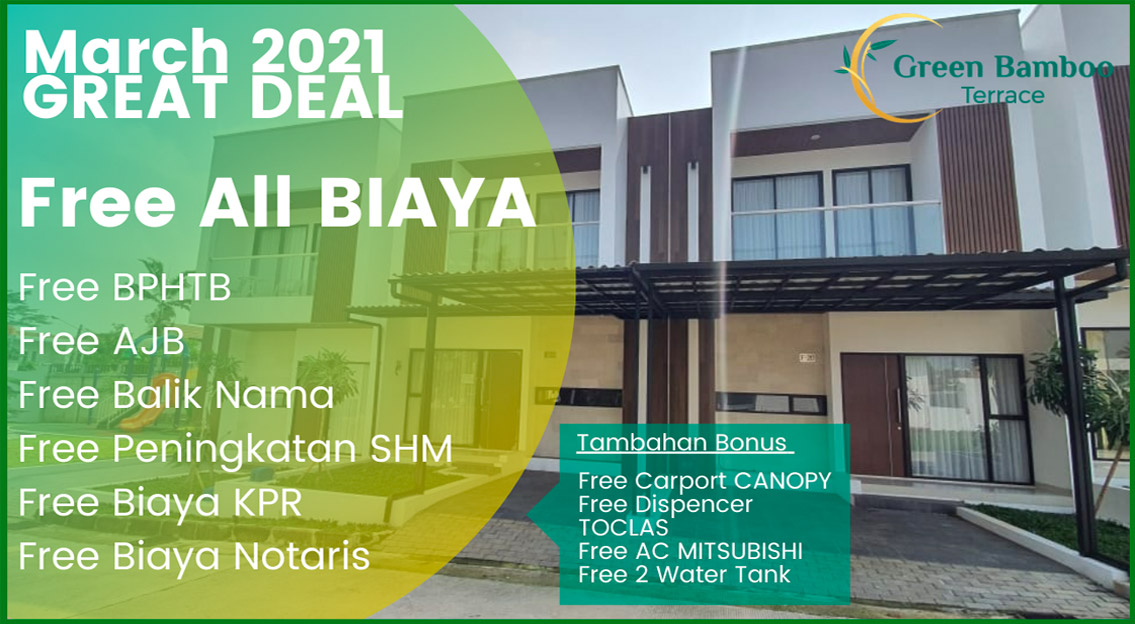 March 2021
GREAT DEAL
Green Bamboo
Terrace
Free All BIAYA
Free BPHTB
Free AJB
Free Balik Nama
Free Peningkatan SHM
Free Biaya KPR
Free Biaya Notaris
Tambahan Bonus
Free Carport CANOPY
Free Dispencer
TOCLAS
Free AC MITSUBISHI
Free 2 Water Tank